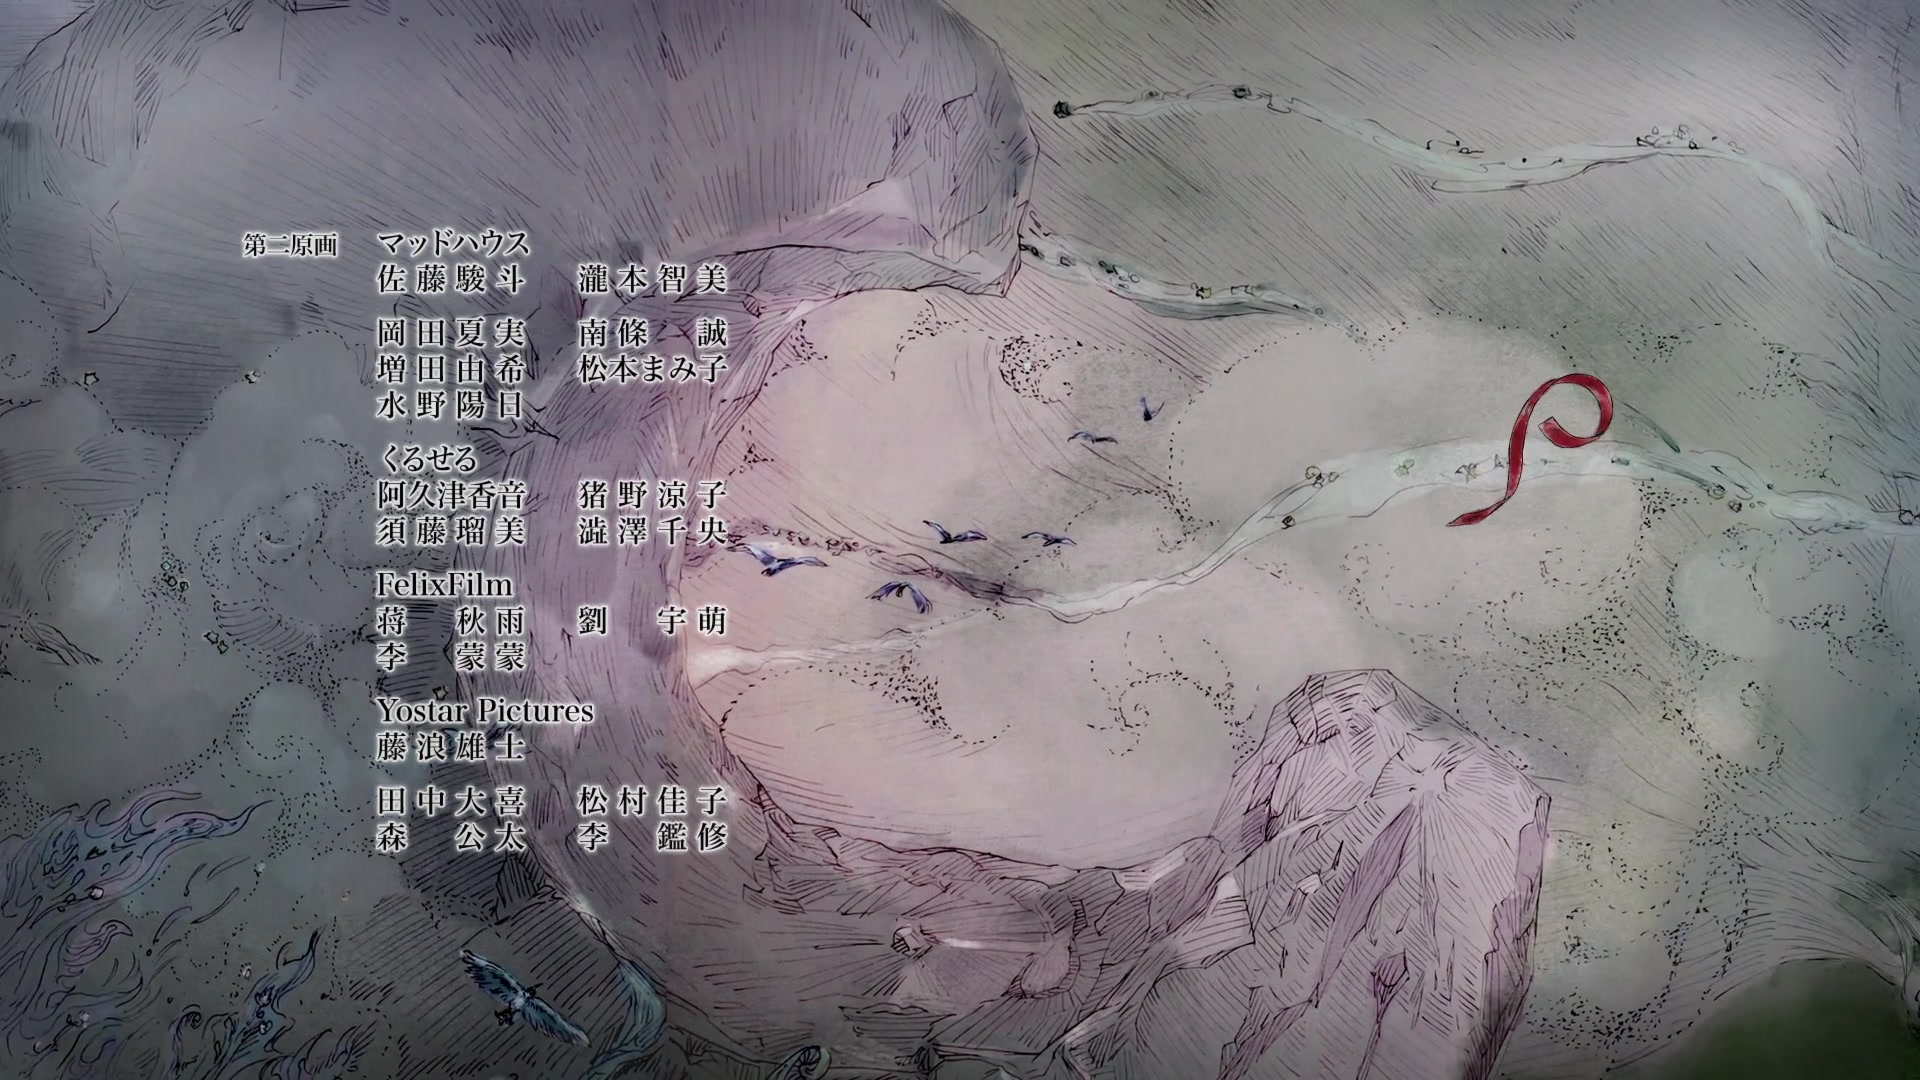 第二原画 マッドハウス
佐藤駿斗 瀧本智美
岡田夏実 南條誠
増田由希 松本まみ子
水野陽日
くるせる
阿久津香音 猪野涼子
須藤瑠美 澁澤千央
FelixFilm
蒋秋雨 劉宇萌
李蒙蒙
Yostar Pictures
藤浪雄士
田中大喜 松村佳子
森公太 李鑑修